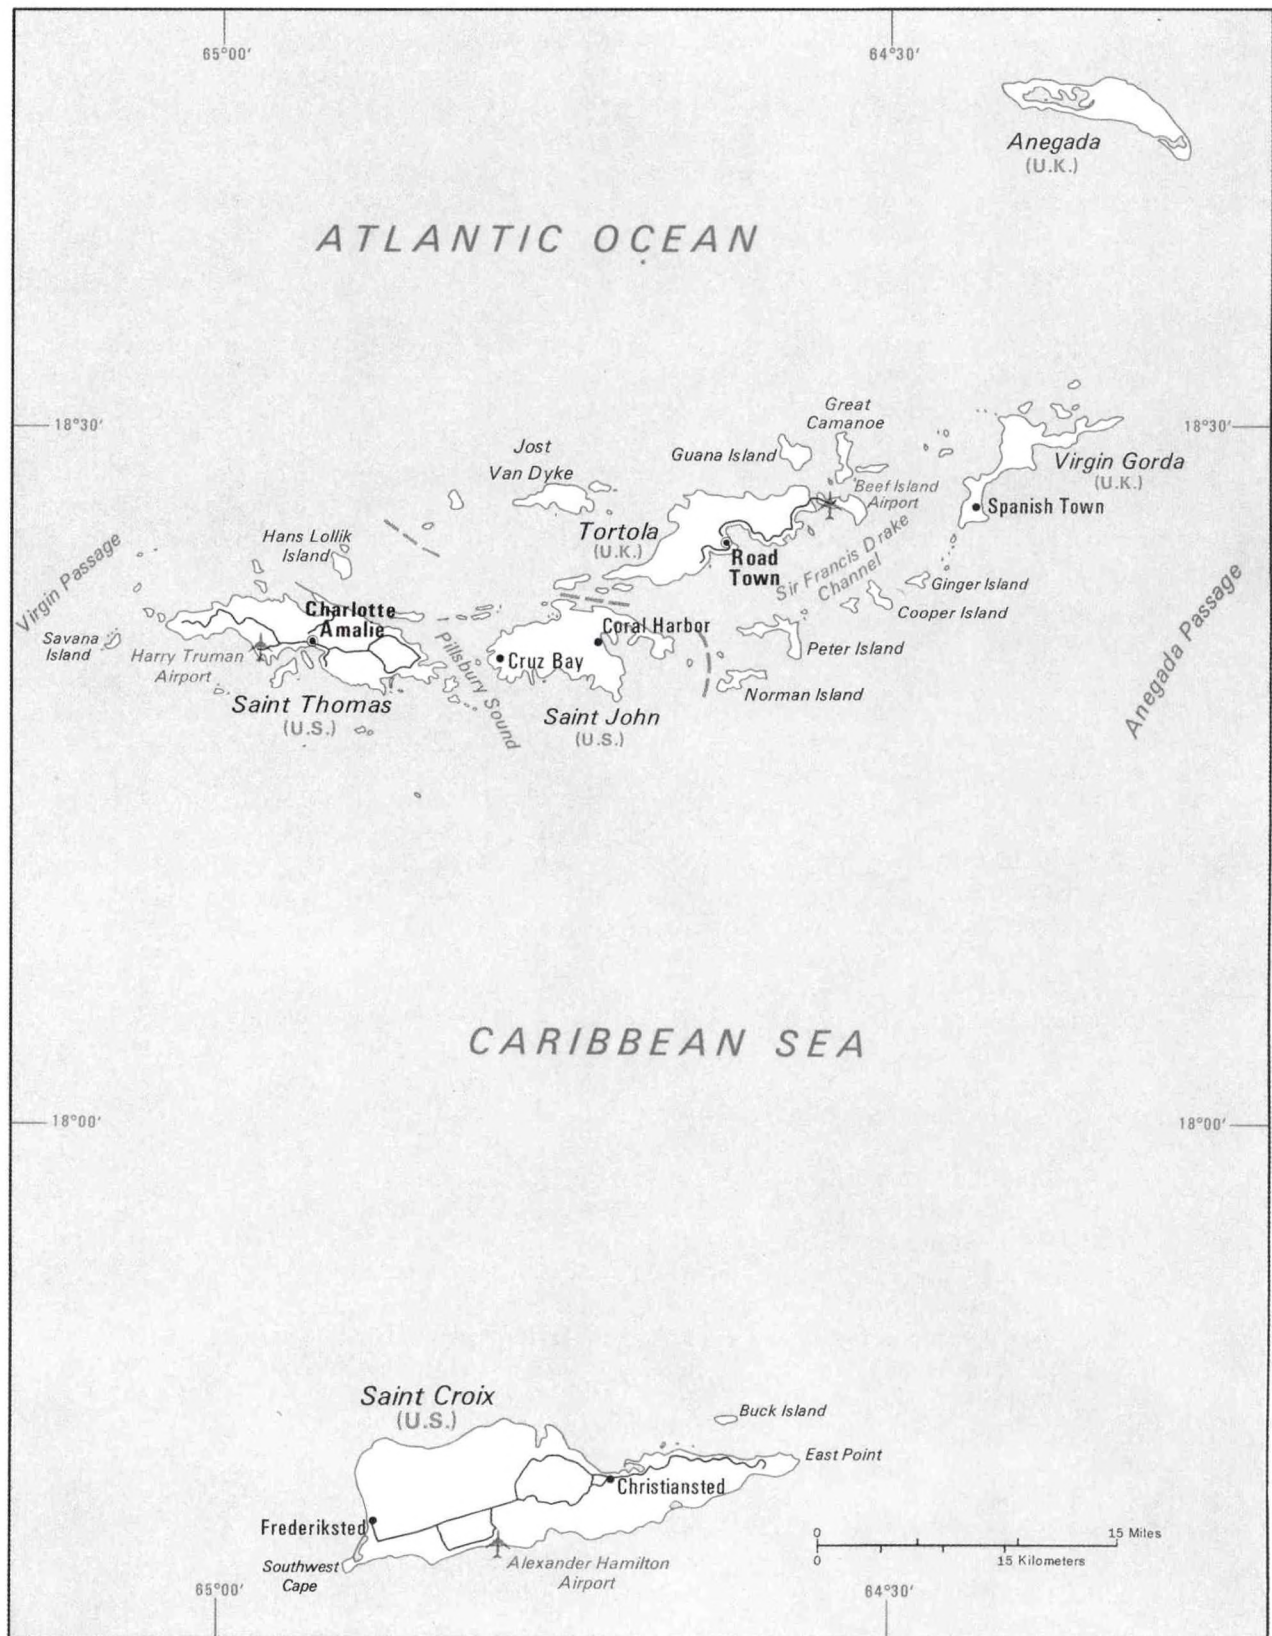 65°00′
64°30′
Anegada
(U.K.)
ATLANTIC OCEAN
18°30′
18°30′
Great
Camanoe
Guana Island
Jost
Van Dyke
Virgin Gorda
(U.K.)
Beef Island
Airport
Spanish Town
Tortola
(U.K.)
Road
Town
Sir Francis Drake
Channel
Hans Lollik
Island
Virgin Passage
Ginger Island
Cooper Island
Anegada Passage
Charlotte
Amalie
Coral Harbor
Savana
Island
Harry Truman
Airport
Pillsbury Sound
Cruz Bay
Peter Island
Norman Island
Saint Thomas
(U.S.)
Saint John
(U.S.)
CARIBBEAN SEA
18°00′
18°00′
Saint Croix
(U.S.)
Buck Island
East Point
Christiansted
Frederiksted
0
15 Miles
0
15 Kilometers
Southwest
Cape
Alexander Hamilton
Airport
65°00′
64°30′